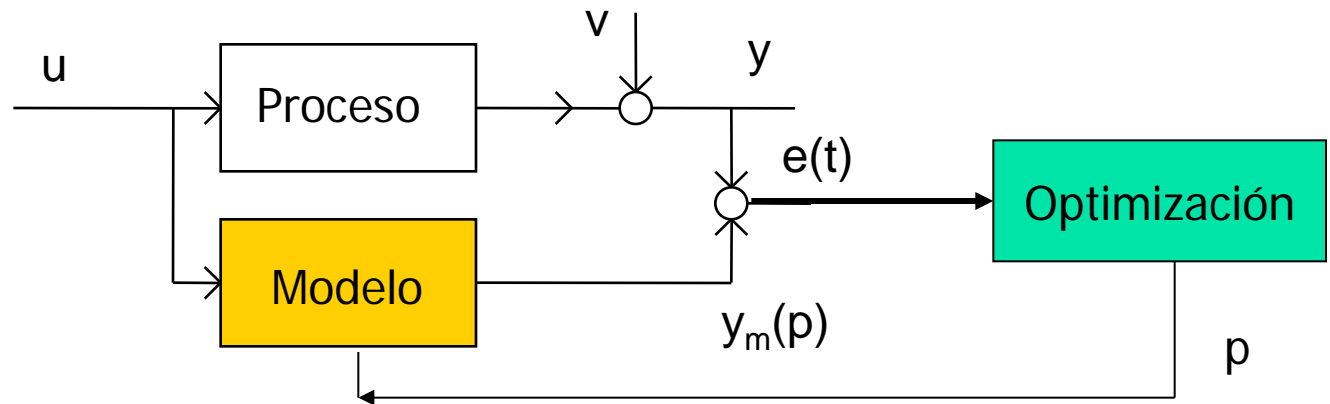 v
u
y
Proceso
e(t)
Optimización
Modelo
yₘ(p)
p